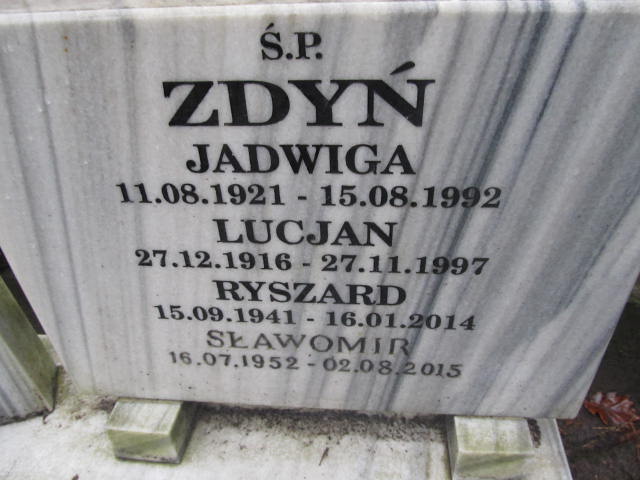 Ś.P.
ZDYŃ
JADWIGA
11.08.1921 - 15.08.1992
LUCJAN
27.12.1916 - 27.11.1997
RYSZARD
15.09.1941 - 16.01.2014
SŁAWOMIR
16.07.1952 - 02.08.2015